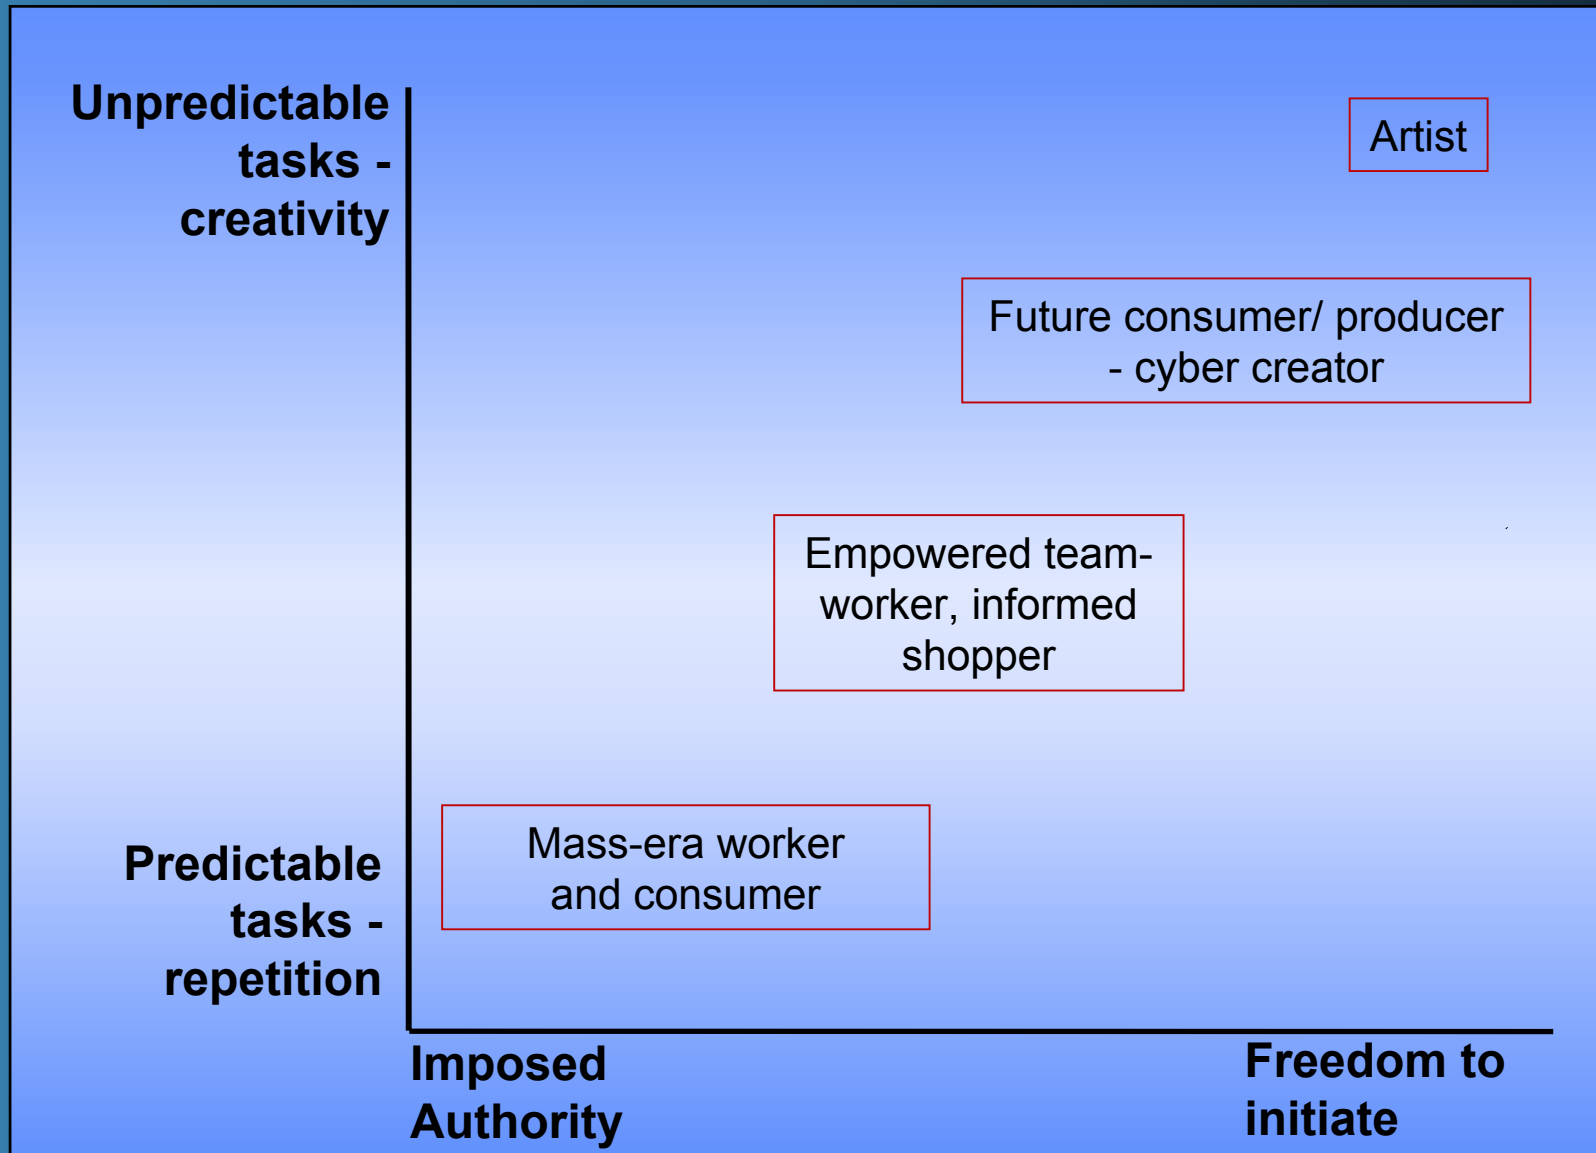 Unpredictable
tasks -
creativity
Artist
Future consumer/ producer
- cyber creator
Empowered team-
worker, informed
shopper
Mass-era worker
and consumer
Predictable
tasks -
repetition
Imposed
Authority
Freedom to
initiate